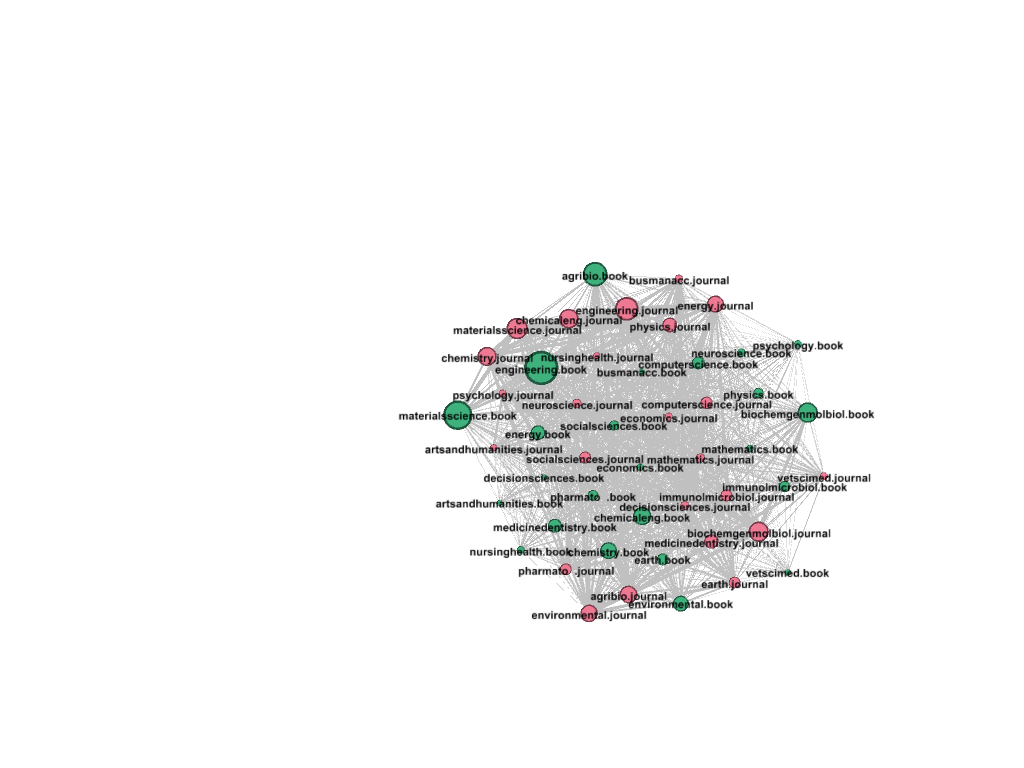 agribio.book
busmanacc.journal
energy.journal
engineering.journal
chemicaleng.journal
physics.journal
materialsscience.journal
psychology.book
neuroscience.book
chemistry.journal
nursinghealth.journal
computerscience.book
engineering.book
busmanacc.book
psychology.journal
physics.book
neuroscience.journal
computerscience.journal
materialsscience.book
biochemgenmolbiol.book
economics.journal
socialsciences.book
energy.book
artsandhumanities.journal
mathematics.book
socialsciences.journal
mathematics.journal
economics.book
decisionsciences.book
vetscimed.journal
immunolmicrobiol.book
pharmato .book
immunolmicrobiol.journal
artsandhumanities.book
decisionsciences.journal
chemicaleng.book
medicinedentistry.book
biochemgenmolbiol.journal
medicinedentistry.journal
nursinghealth.book
chemistry.book
earth.book
pharmato .journal
vetscimed.book
earth.journal
agribio.journal
environmental.book
environmental.journal